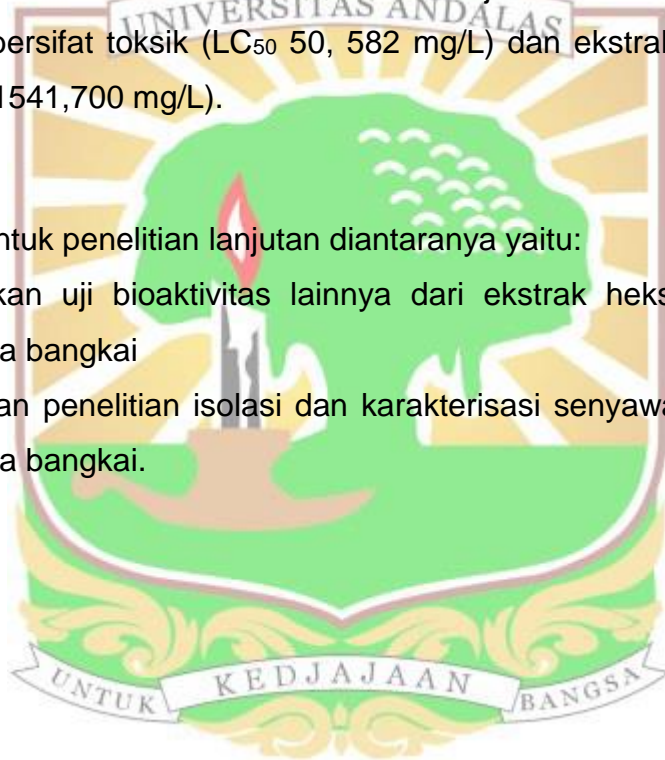 UNIVERSITAS ANDALAS
bersifat toksik (LC50 50, 582 mg/L) dan ekstrak
1541,700 mg/L).
ntuk penelitian lanjutan diantaranya yaitu:
kan uji bioaktivitas lainnya dari ekstrak heks
a bangkai
an penelitian isolasi dan karakterisasi senyawa
a bangkai.
UNTUK KEDJAJAAN BANGSA